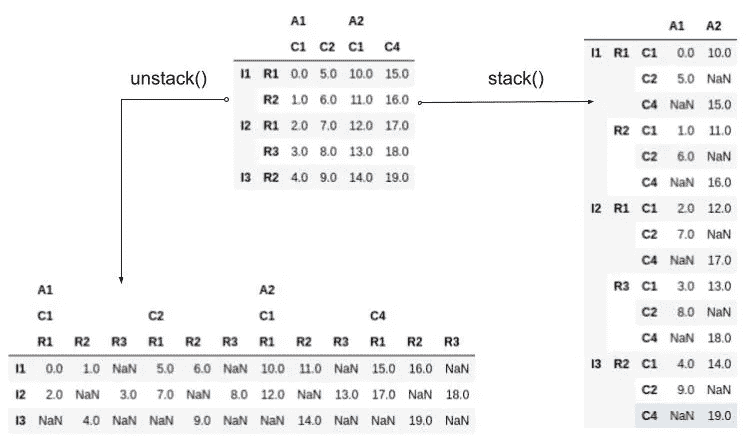 A1 A2
C1 C2 C1 C4
I1 R1 0.0 5.0 10.0 15.0
R2 1.0 6.0 11.0 16.0
I2 R1 2.0 7.0 12.0 17.0
R3 3.0 8.0 13.0 18.0
I3 R2 4.0 9.0 14.0 19.0
unstack()
stack()
A1 A2
I1 R1 C1 0.0 10.0
C2 5.0 NaN
C4 NaN 15.0
R2 C1 1.0 11.0
C2 6.0 NaN
C4 NaN 16.0
I2 R1 C1 2.0 12.0
C2 7.0 NaN
C4 NaN 17.0
R3 C1 3.0 13.0
C2 8.0 NaN
C4 NaN 18.0
I3 R2 C1 4.0 14.0
C2 9.0 NaN
C4 NaN 19.0
A1 A2
C1 C2 C1 C4
R1 R2 R3 R1 R2 R3 R1 R2 R3 R1 R2 R3
I1 0.0 1.0 NaN 5.0 6.0 NaN 10.0 11.0 NaN 15.0 16.0 NaN
I2 2.0 NaN 3.0 7.0 NaN 8.0 12.0 NaN 13.0 17.0 NaN 18.0
I3 NaN 4.0 NaN NaN 9.0 NaN NaN 14.0 NaN NaN 19.0 NaN